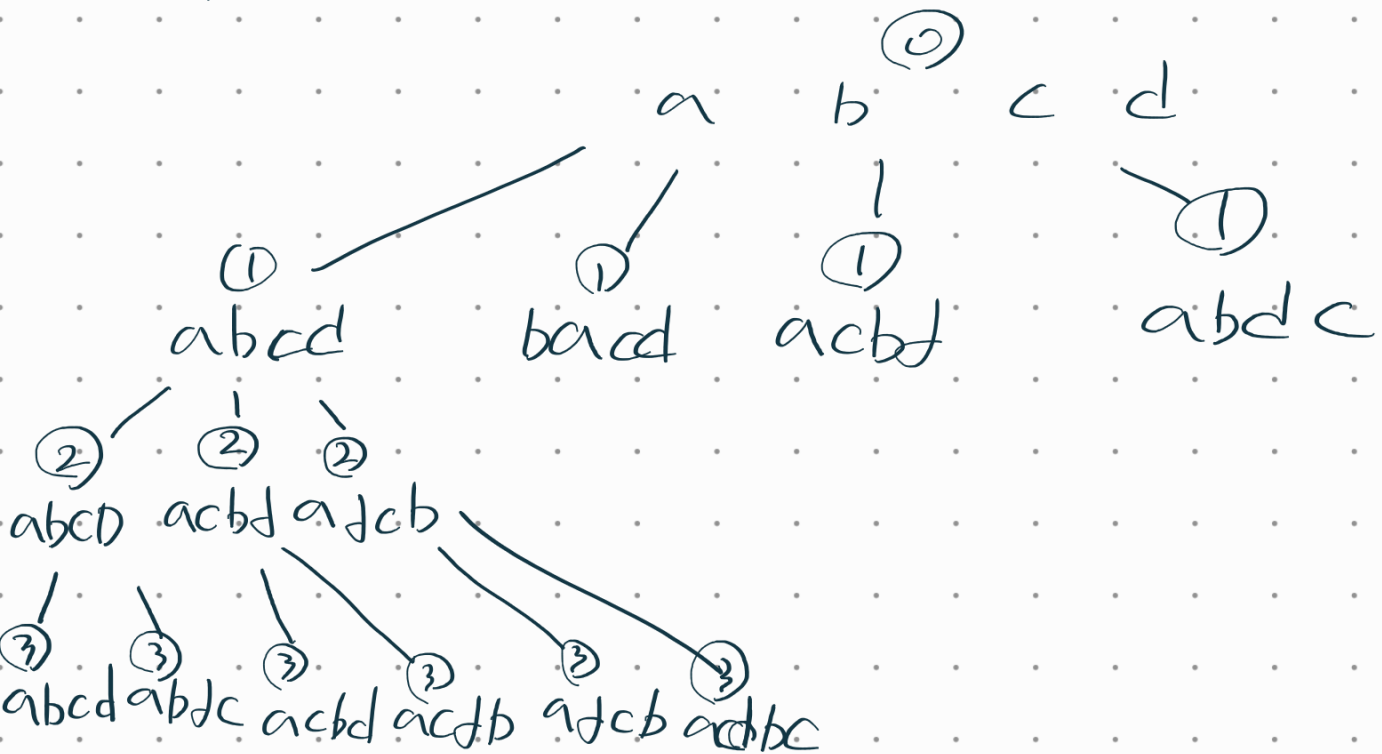 0
a b c d
1 1 1 1
abcd bacd acbd abdc
2 2 2
abcD acbd adcb
3 3 3 3 3 3
abcd abdc acbd acdb adcb